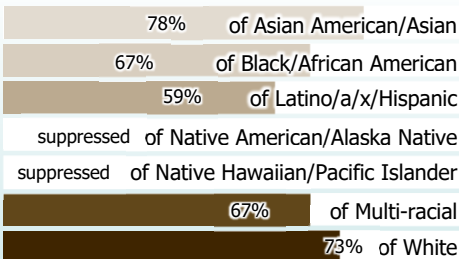 78% of Asian American/Asian
67% of Black/African American
59% of Latino/a/x/Hispanic
suppressed of Native American/Alaska Native
suppressed of Native Hawaiian/Pacific Islander
67% of Multi-racial
73% of White